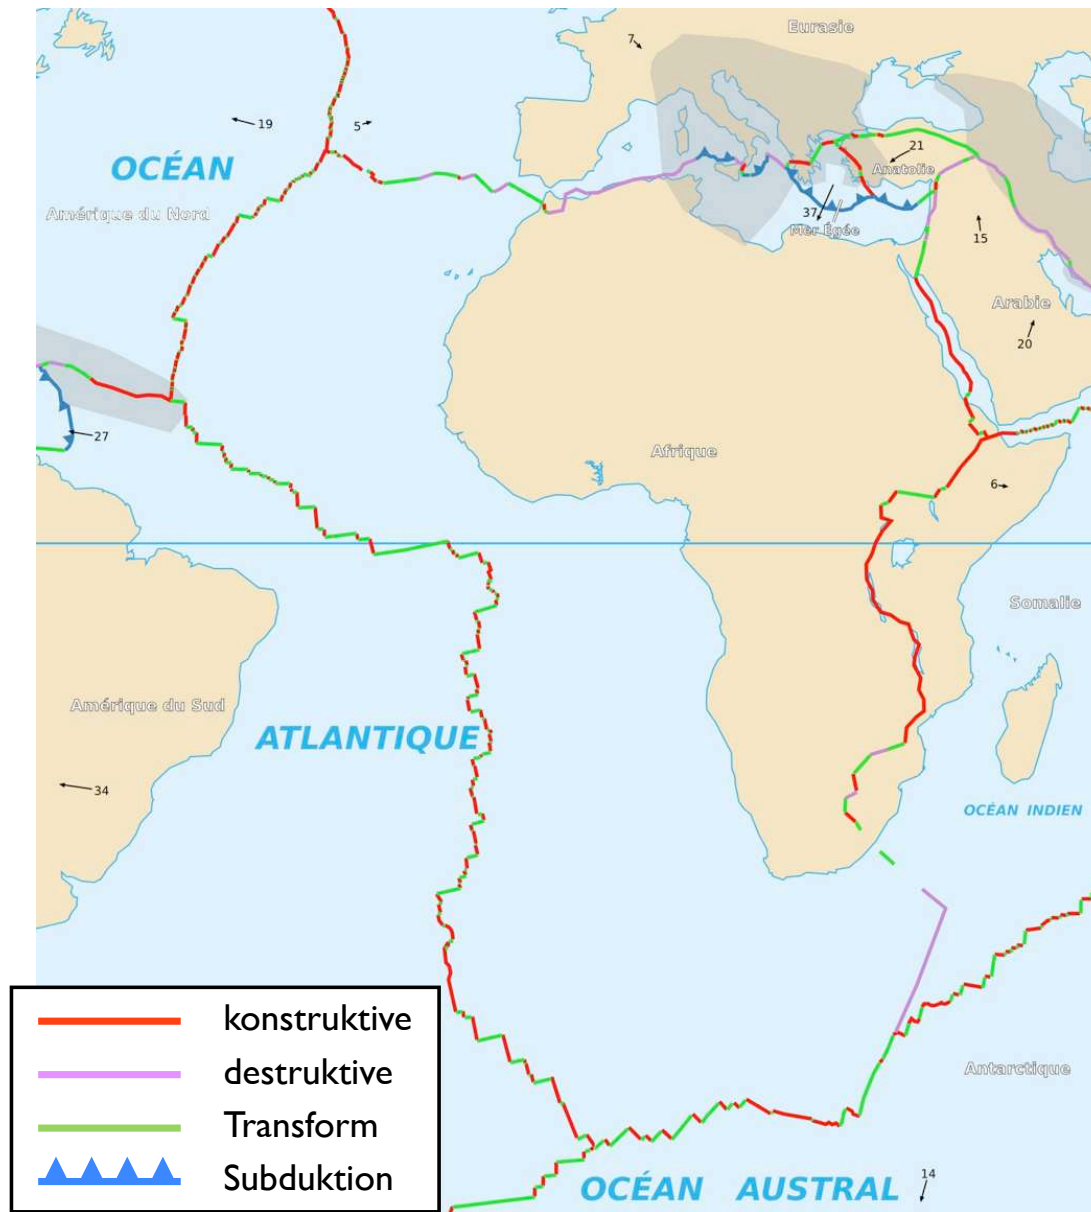 Eurasie
7
19
5
OCÉAN
21
Anatolie
Amérique du Nord
37
Mer Égée
15
Arabie
20
27
Afrique
6
Somalie
Amérique du Sud
ATLANTIQUE
34
OCÉAN INDIEN
konstruktive
destruktive
Transform
Subduktion
Antarctique
14
OCÉAN AUSTRAL